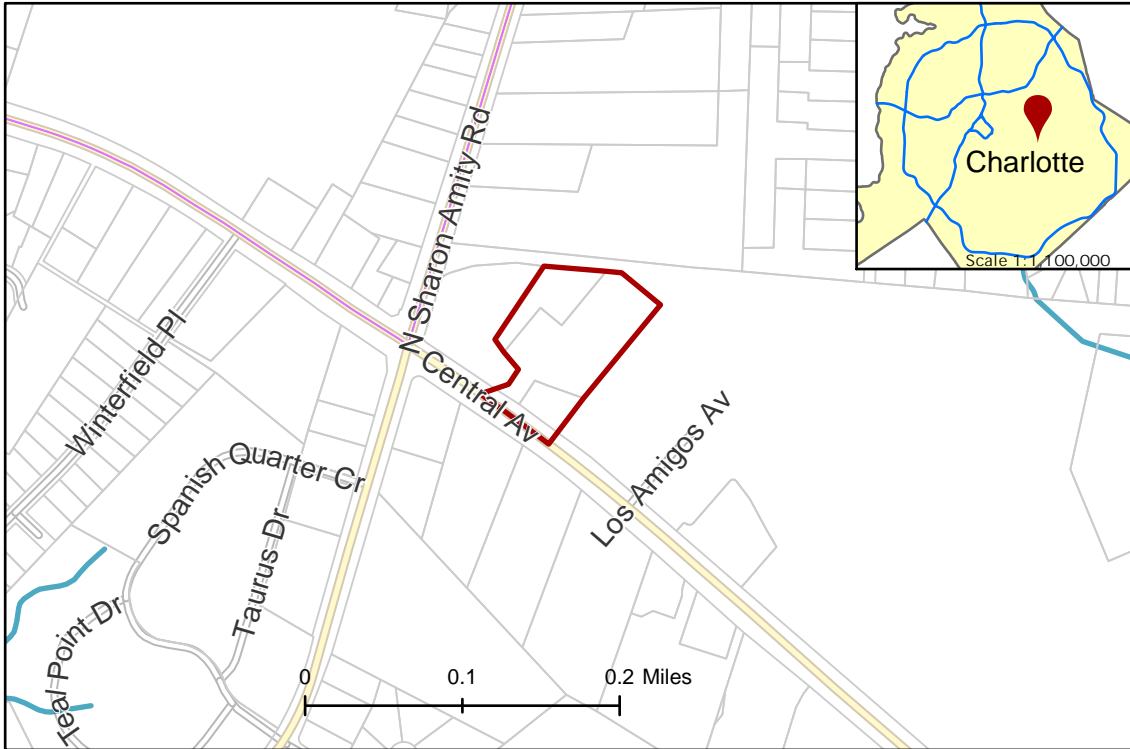 N Sharon Amity Rd
Charlotte
Scale 1:1,100,000
Central Av
Winterfield Pl
Los Amigos Av
Spanish Quarter Cr
Taurus Dr
Teal Point Dr
0 0.1 0.2 Miles